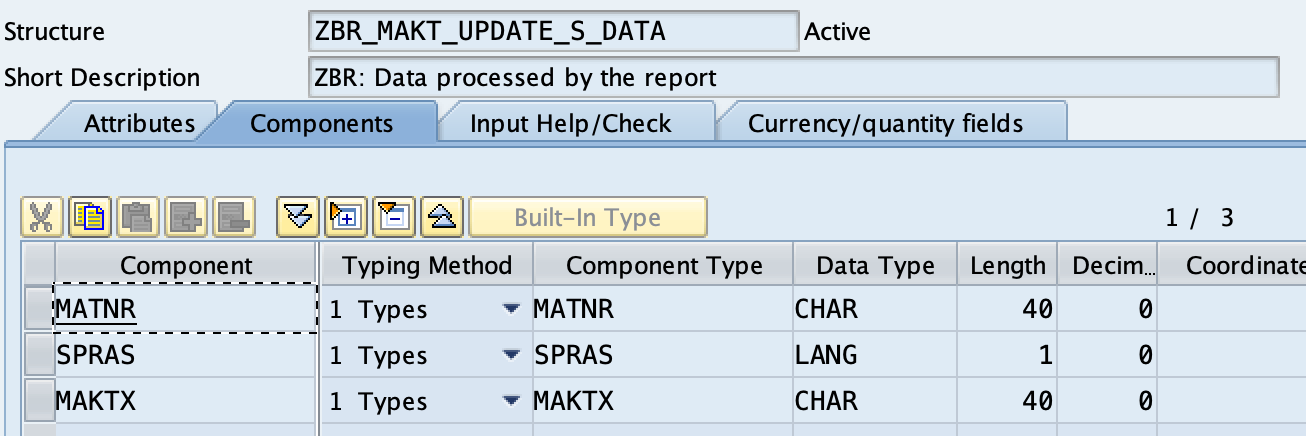 Structure ZBR_MAKT_UPDATE_S_DATA Active
Short Description ZBR: Data processed by the report
Attributes Components Input Help/Check Currency/quantity fields
Built-In Type 1 / 3
Component Typing Method Component Type Data Type Length Decim... Coordinate
MATNR 1 Types MATNR CHAR 40 0
SPRAS 1 Types SPRAS LANG 1 0
MAKTX 1 Types MAKTX CHAR 40 0